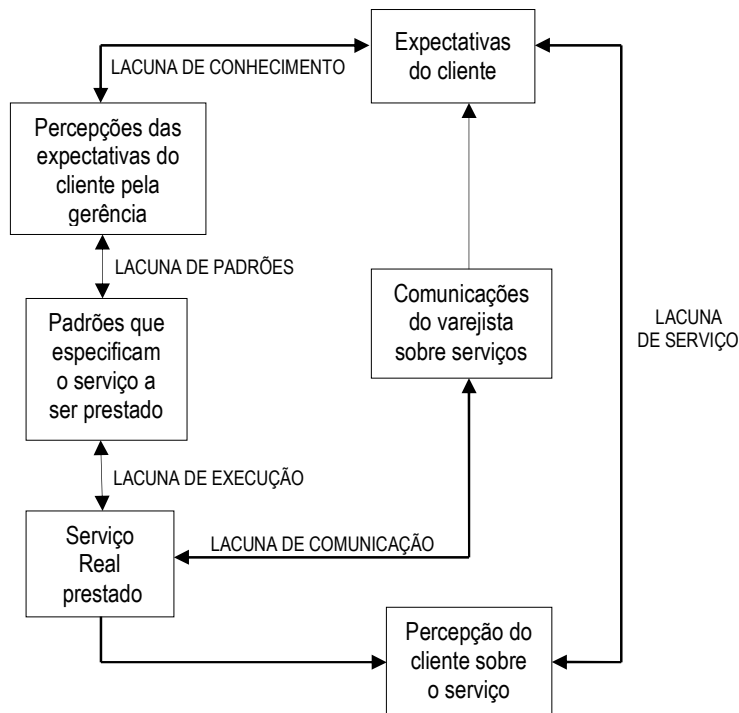 Expectativas
do cliente
LACUNA DE CONHECIMENTO
Percepções das
expectativas do
cliente pela
gerência
LACUNA DE PADRÕES
Comunicações
do varejista
sobre serviços
LACUNA
DE SERVIÇO
Padrões que
especificam
o serviço a
ser prestado
LACUNA DE EXECUÇÃO
Serviço
Real
prestado
LACUNA DE COMUNICAÇÃO
Percepção do
cliente sobre
o serviço